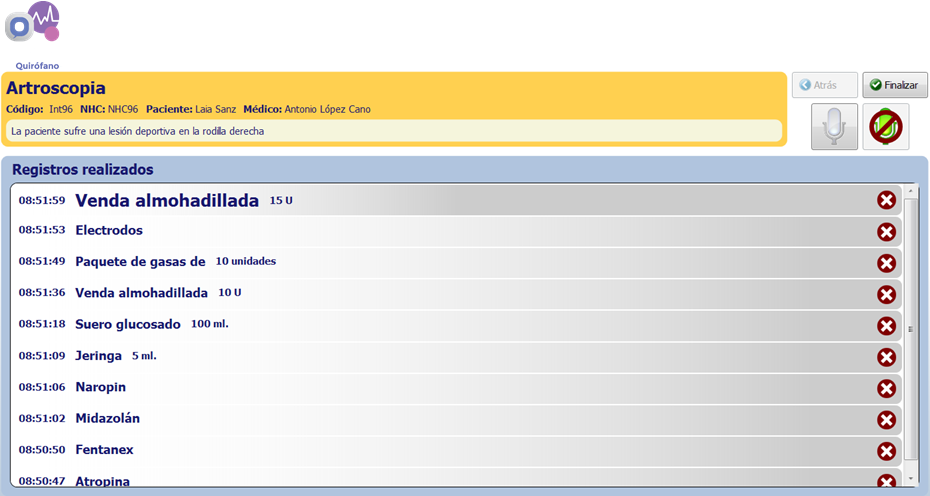 Quirófano
Artroscopia
Código: Int96 NHC: NHC96 Paciente: Laia Sanz Médico: Antonio López Cano
La paciente sufre una lesión deportiva en la rodilla derecha
Atrás Finalizar
Registros realizados
08:51:59 Venda almohadillada 15 U
08:51:53 Electrodos
08:51:49 Paquete de gasas de 10 unidades
08:51:36 Venda almohadillada 10 U
08:51:18 Suero glucosado 100 ml.
08:51:09 Jeringa 5 ml.
08:51:06 Naropin
08:51:02 Midazolán
08:50:50 Fentanex
08:50:47 Atropina